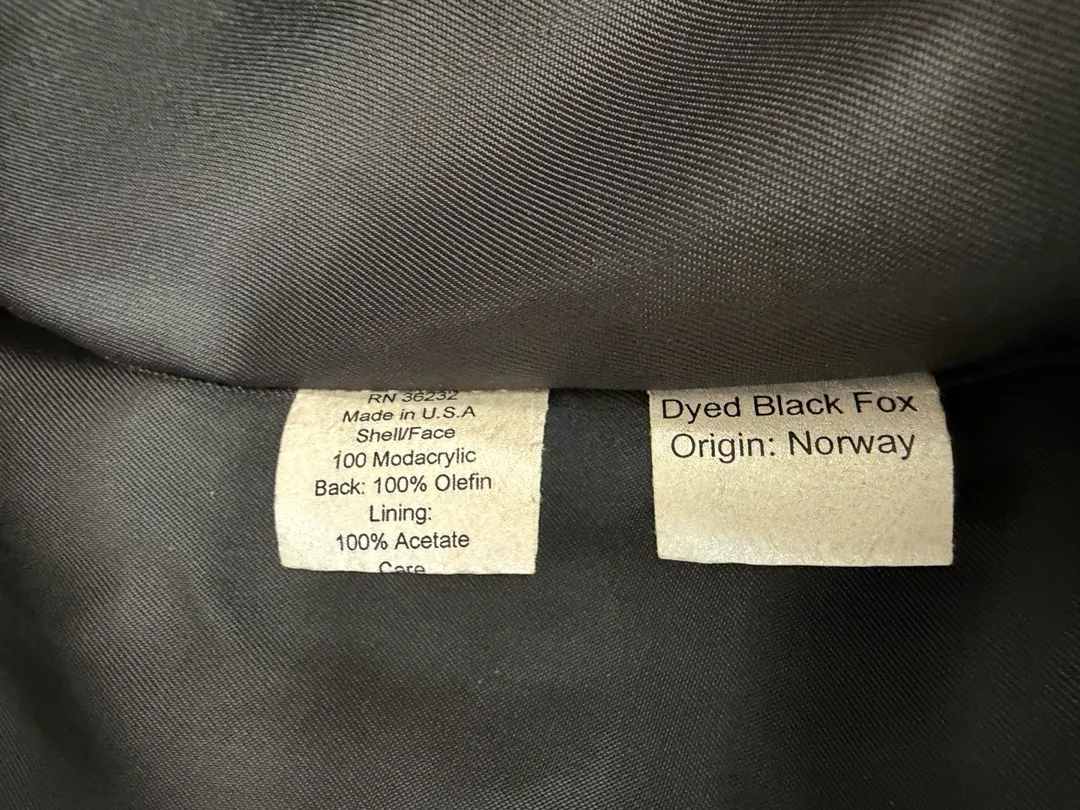 RN 36232
Made in U.S.A
Shell/Face
100 Modacrylic
Back: 100% Olefin
Lining:
100% Acetate
Care
Dyed Black Fox
Origin: Norway